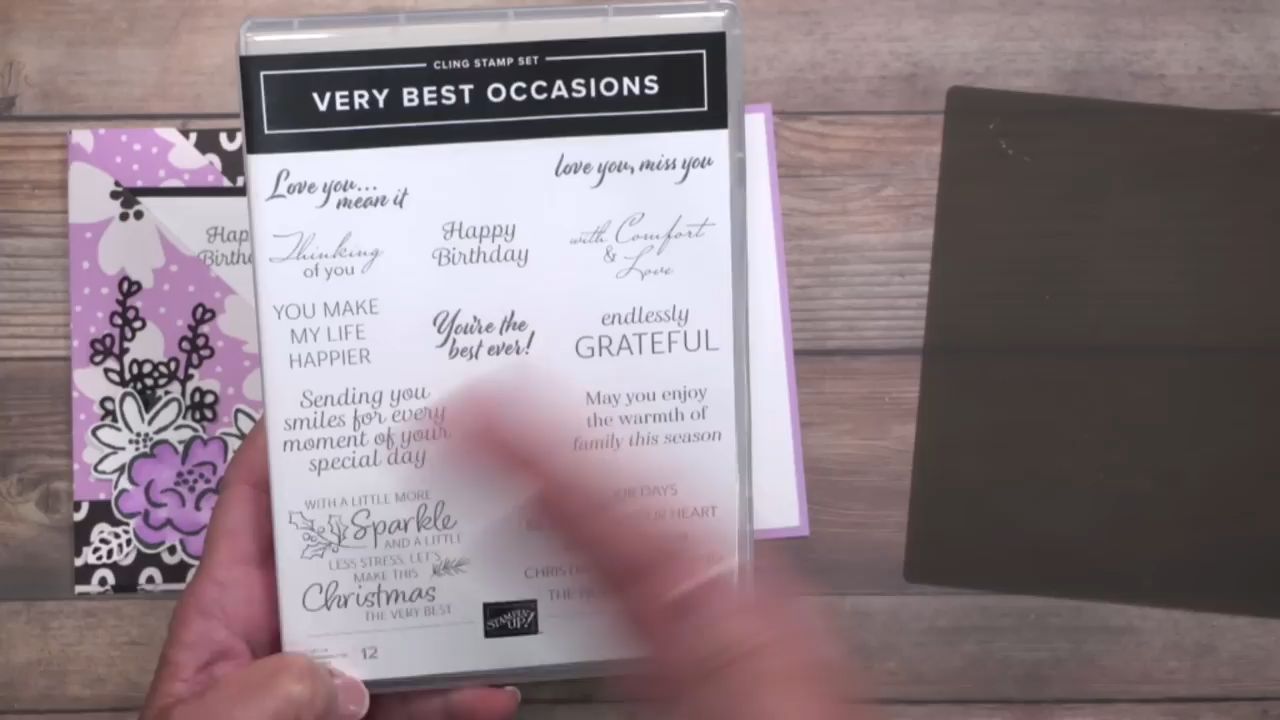 CLING STAMP SET
VERY BEST OCCASIONS
Love you...
mean it
love you, miss you
Thinking
of you
Happy
Birthday
with Comfort
&
Love
YOU MAKE
MY LIFE
HAPPIER
You're the
best ever!
endlessly
GRATEFUL
Sending you
smiles for every
moment of your
special day
May you enjoy
the warmth of
family this season
WITH A LITTLE MORE
Sparkle
AND A LITTLE
LESS STRESS, LET'S
MAKE THIS
Christmas
THE VERY BEST
DAYS
HEART
THE
STAMPIN' UP!
12
Hap
Birth